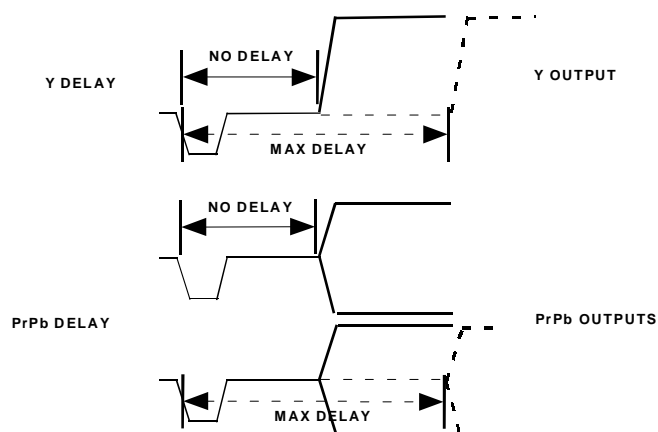 NO DELAY
Y DELAY
Y OUTPUT
MAX DELAY
NO DELAY
PrPb DELAY
PrPb OUTPUTS
MAX DELAY